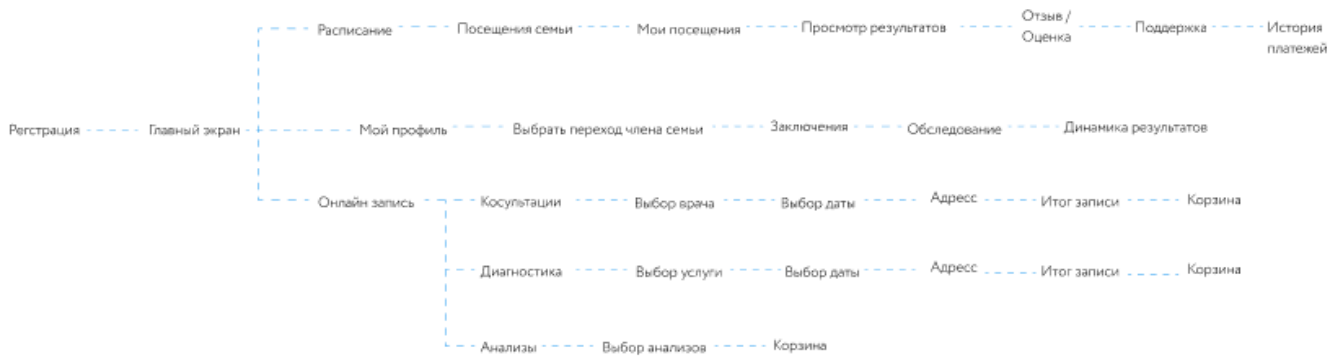 Расписание
Посещения семьи
Мои посещения
Просмотр результатов
Отзыв /
Оценка
Поддержка
История
платежей
Регстрация
Главный экран
Мой профиль
Выбрать переход члена семьи
Заключения
Обследование
Динамика результатов
Онлайн запись
Косультации
Выбор врача
Выбор даты
Адресс
Итог записи
Корзина
Диагностика
Выбор услуги
Выбор даты
Адресс
Итог записи
Корзина
Анализы
Выбор анализов
Корзина